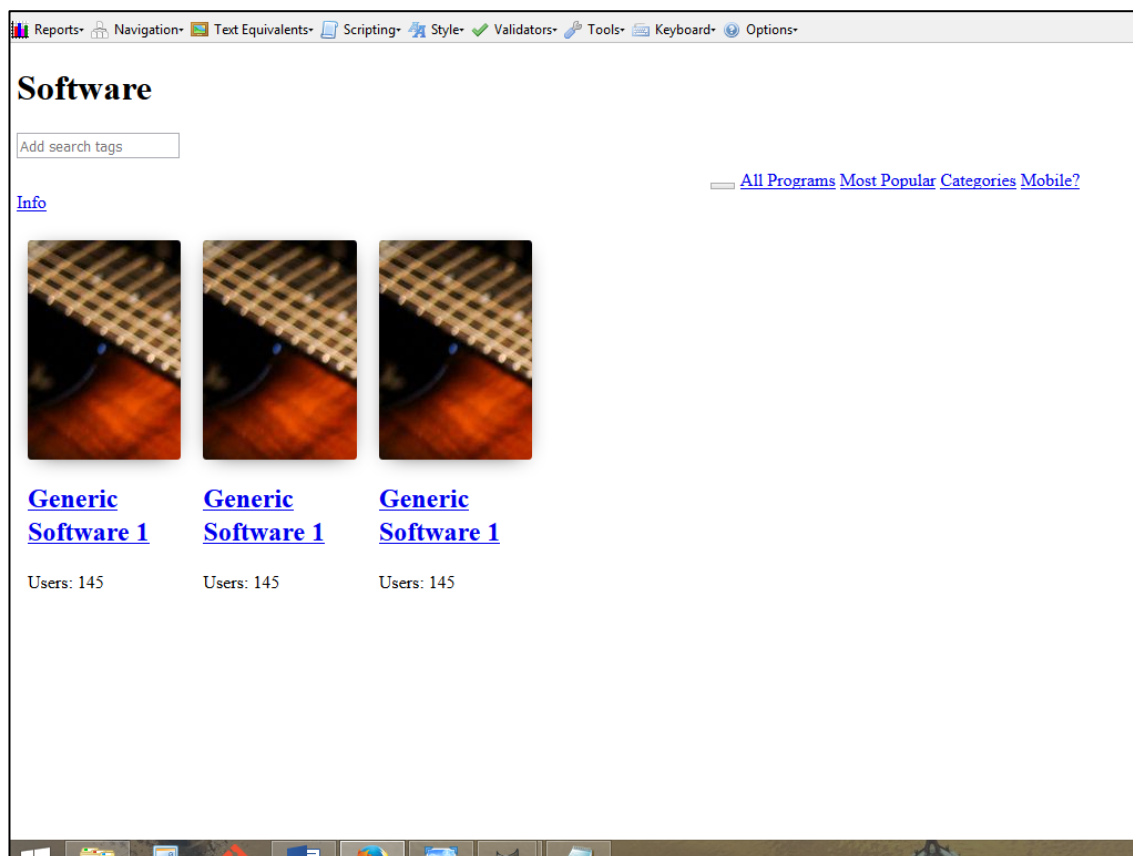 Reports Navigation Text Equivalents Scripting Style Validators Tools Keyboard Options
Software
Add search tags
All Programs Most Popular Categories Mobile?
Info
Generic Software 1
Users: 145
Generic Software 1
Users: 145
Generic Software 1
Users: 145